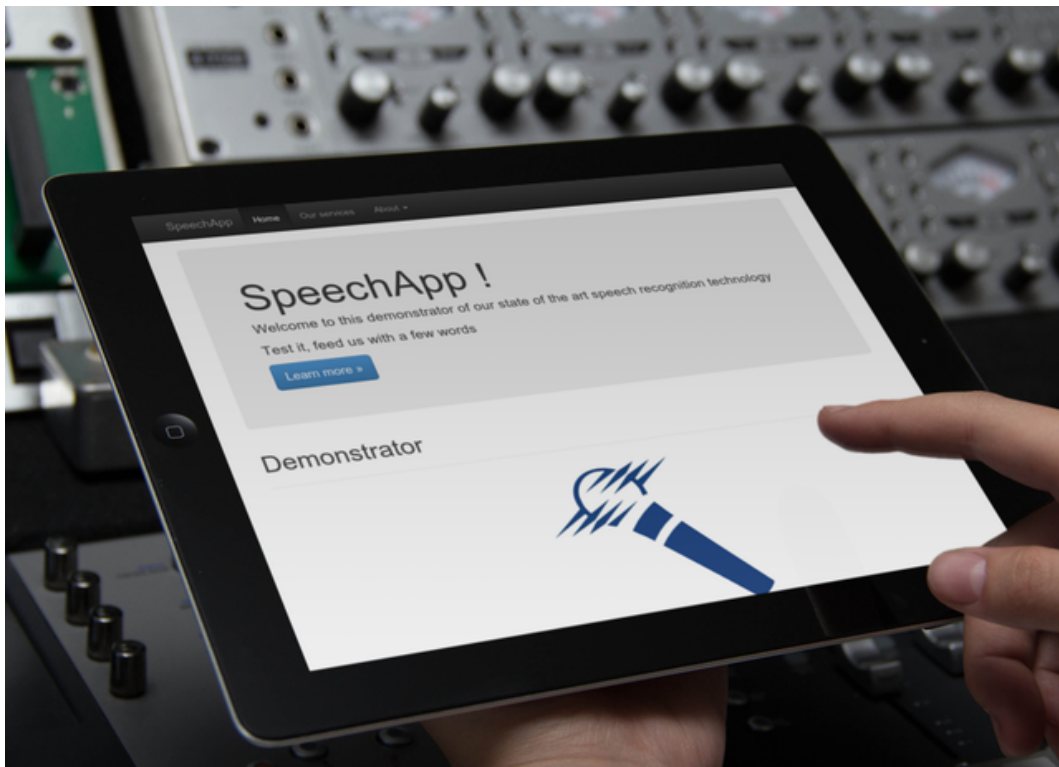 SpeechApp Home Our services About
SpeechApp !
Welcome to this demonstrator of our state of the art speech recognition technology
Test it, feed us with a few words
Learn more »
Demonstrator